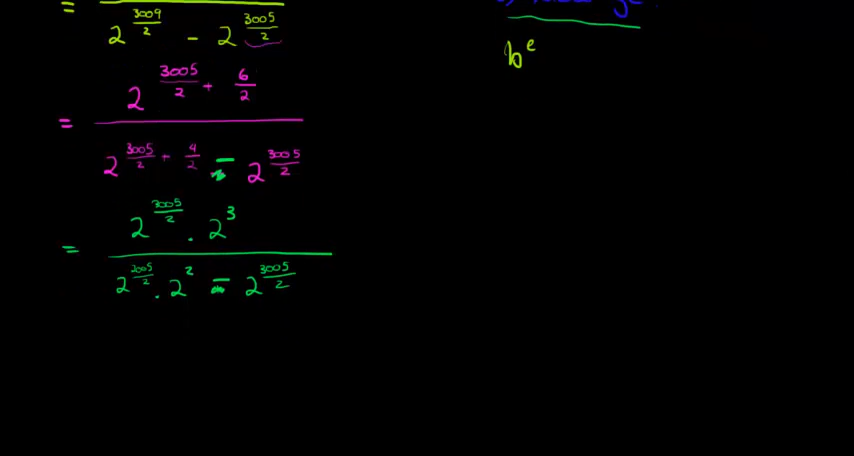 =
2^(3009/2) - 2^(3005/2)
b^e
2^(3005/2 + 6/2)
=
2^(3005/2 + 4/2) - 2^(3005/2)
2^(3005/2) . 2^3
=
2^(3005/2) . 2^2 - 2^(3005/2)